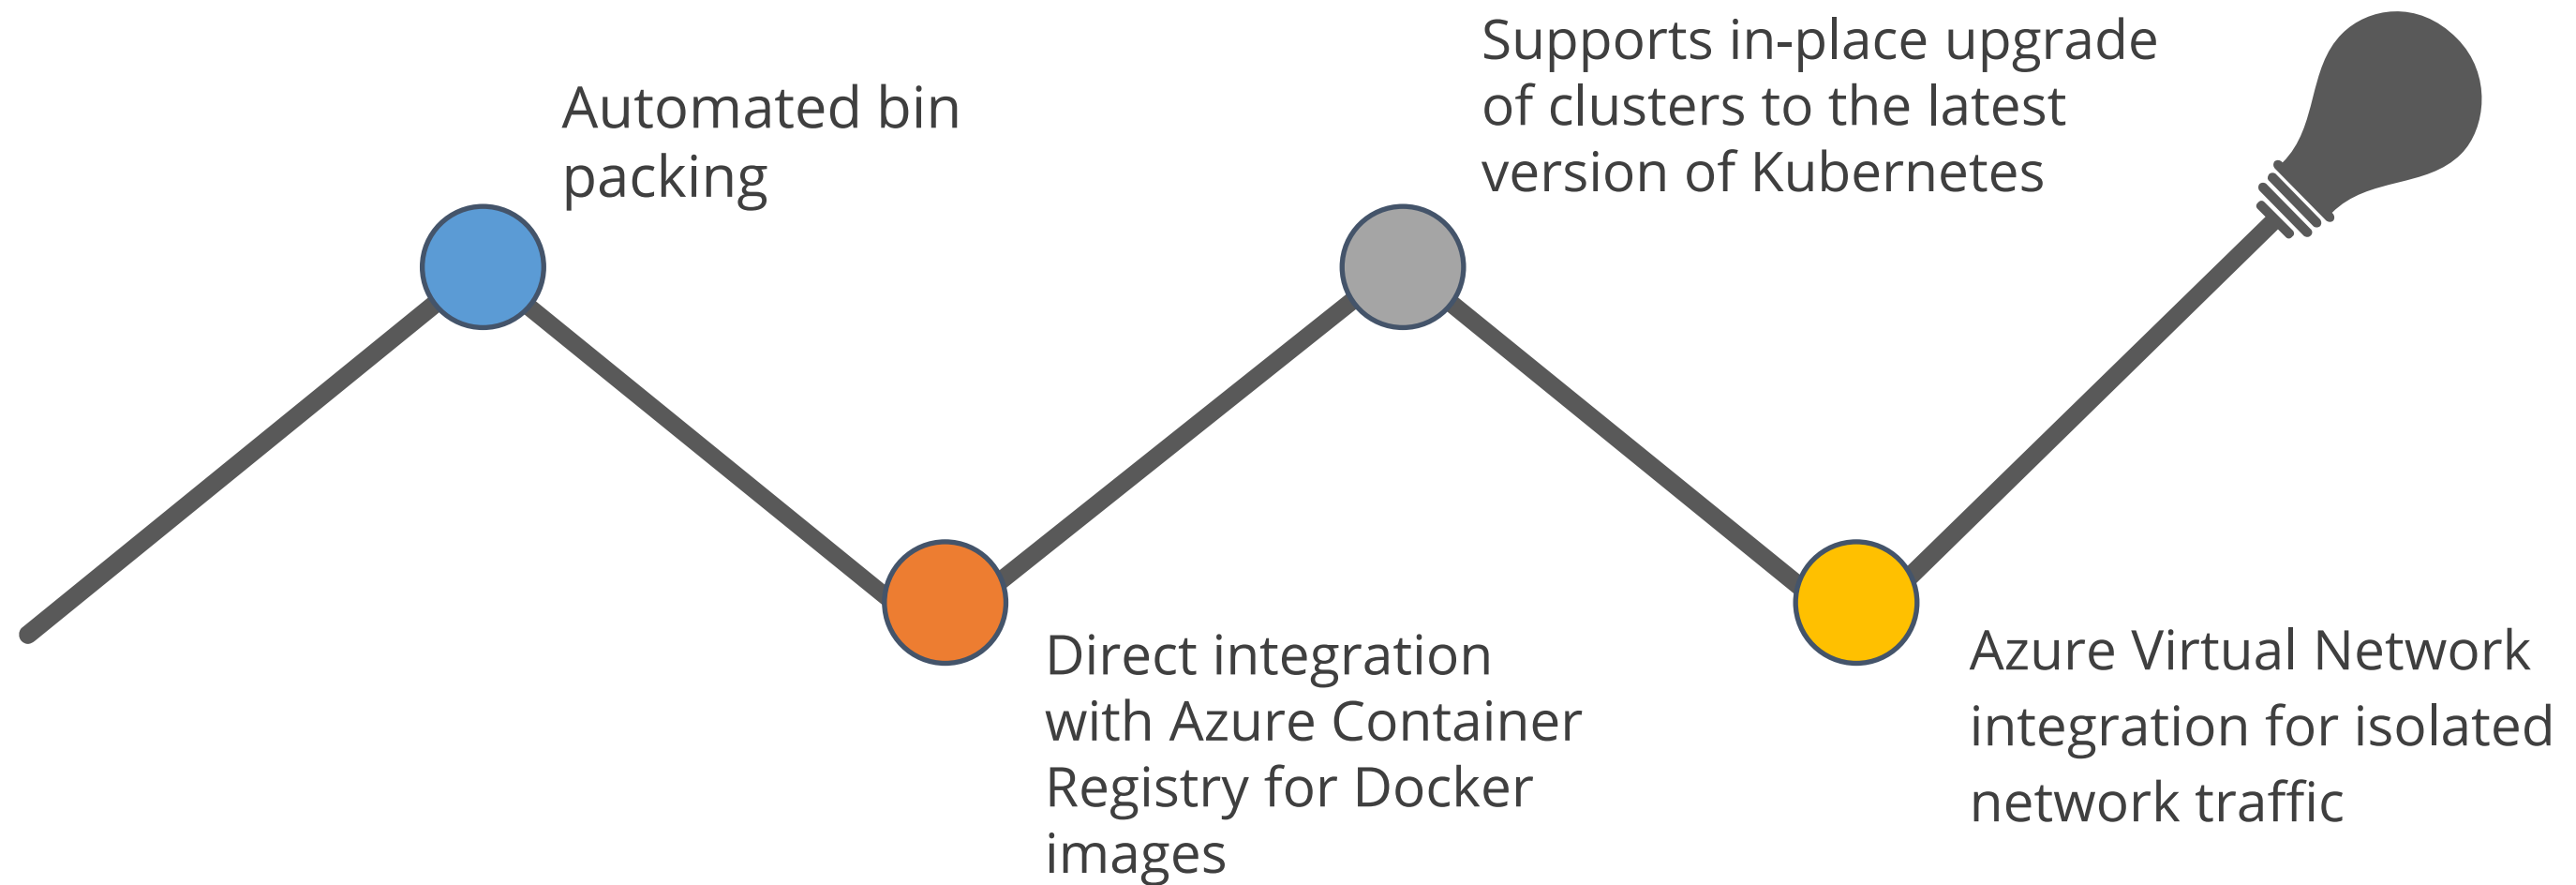 Automated bin
packing
Direct integration
with Azure Container
Registry for Docker
images
Supports in-place upgrade
of clusters to the latest
version of Kubernetes
Azure Virtual Network
integration for isolated
network traffic